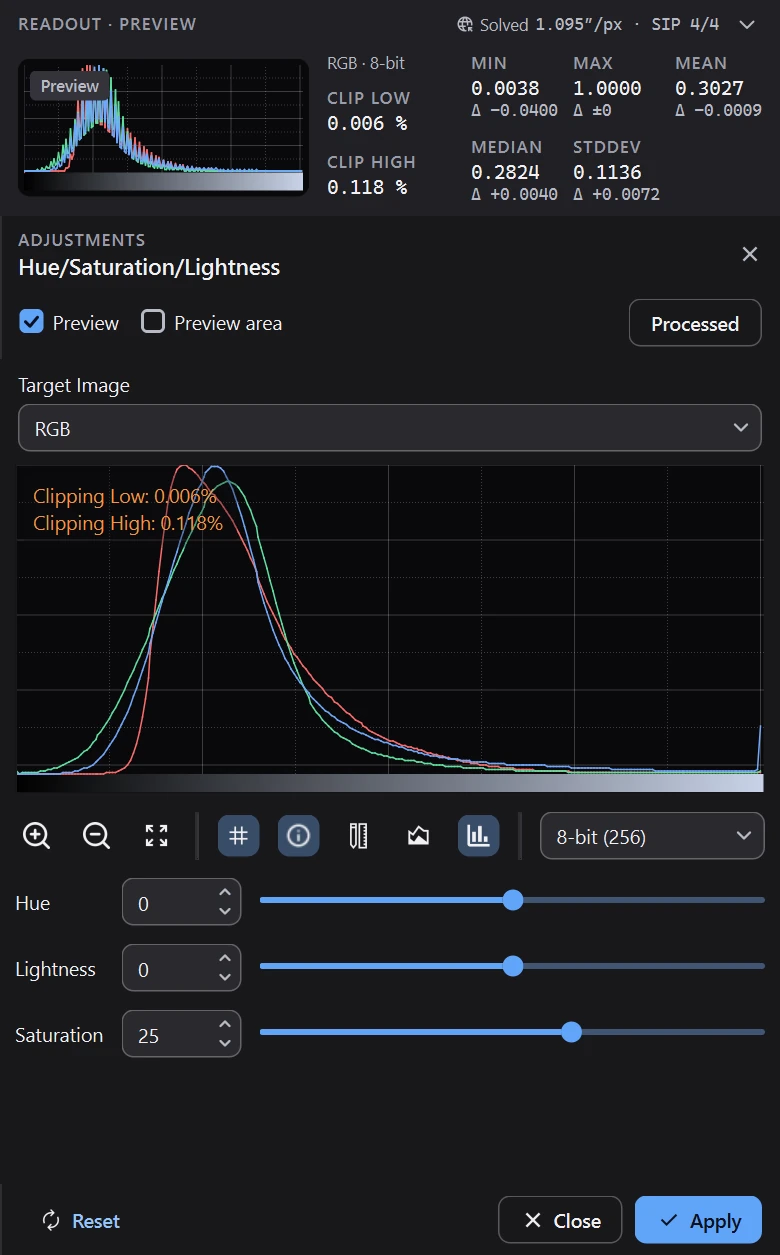 READOUT · PREVIEW
Solved 1.095″/px · SIP 4/4
Preview
RGB · 8-bit
CLIP LOW
0.006 %
CLIP HIGH
0.118 %
MIN
0.0038
Δ −0.0400
MAX
1.0000
Δ ±0
MEAN
0.3027
Δ −0.0009
MEDIAN
0.2824
Δ +0.0040
STDDEV
0.1136
Δ +0.0072
ADJUSTMENTS
Hue/Saturation/Lightness
Preview
Preview area
Processed
Target Image
RGB
Clipping Low: 0.006%
Clipping High: 0.118%
8-bit (256)
Hue
0
Lightness
0
Saturation
25
Reset
Close
Apply